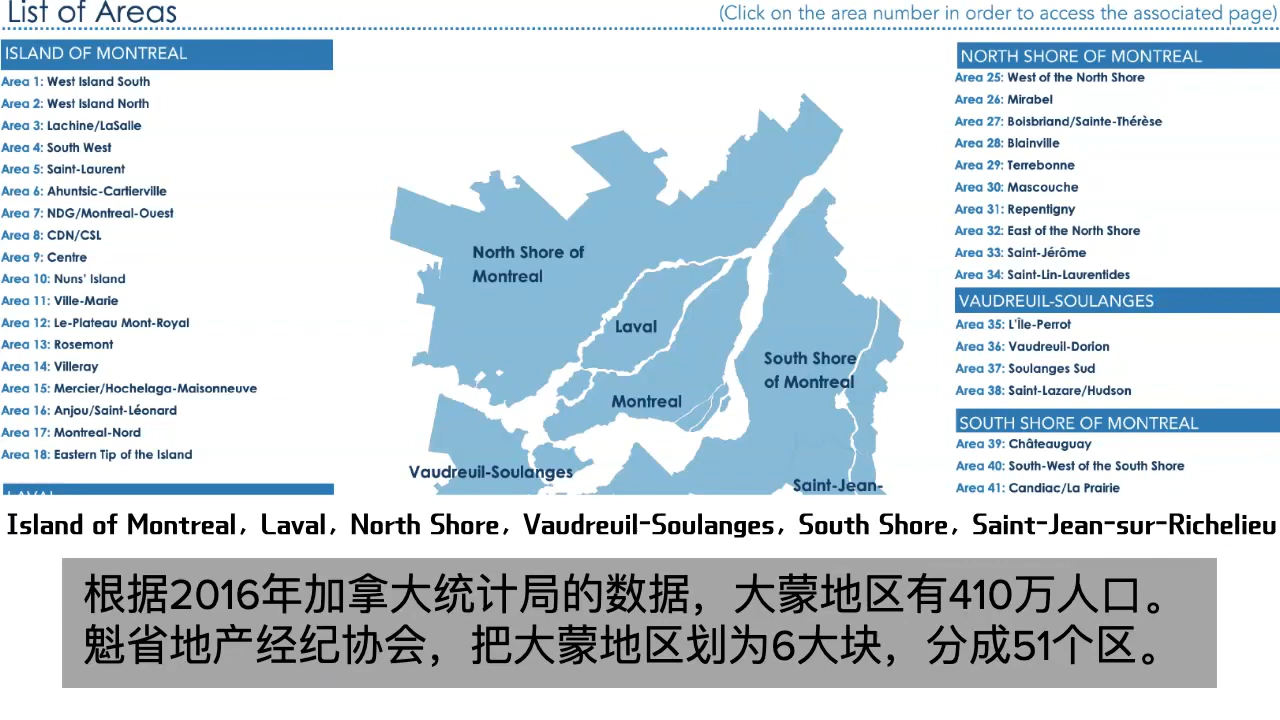 List of Areas
(Click on the area number in order to access the associated page)
ISLAND OF MONTREAL
Area 1: West Island South
Area 2: West Island North
Area 3: Lachine/LaSalle
Area 4: South West
Area 5: Saint-Laurent
Area 6: Ahuntsic-Cartierville
Area 7: NDG/Montreal-Ouest
Area 8: CDN/CSL
Area 9: Centre
Area 10: Nuns' Island
Area 11: Ville-Marie
Area 12: Le-Plateau Mont-Royal
Area 13: Rosemont
Area 14: Villeray
Area 15: Mercier/Hochelaga-Maisonneuve
Area 16: Anjou/Saint-Léonard
Area 17: Montreal-Nord
Area 18: Eastern Tip of the Island
LAVAL
North Shore of
Montreal
Laval
South Shore
of Montreal
Montreal
Vaudreuil-Soulanges
Saint-Jean-
NORTH SHORE OF MONTREAL
Area 25: West of the North Shore
Area 26: Mirabel
Area 27: Boisbriand/Sainte-Thérèse
Area 28: Blainville
Area 29: Terrebonne
Area 30: Mascouche
Area 31: Repentigny
Area 32: East of the North Shore
Area 33: Saint-Jérôme
Area 34: Saint-Lin-Laurentides
VAUDREUIL-SOULANGES
Area 35: L'Île-Perrot
Area 36: Vaudreuil-Dorion
Area 37: Soulanges Sud
Area 38: Saint-Lazare/Hudson
SOUTH SHORE OF MONTREAL
Area 39: Châteauguay
Area 40: South-West of the South Shore
Area 41: Candiac/La Prairie
Island of Montreal, Laval, North Shore, Vaudreuil-Soulanges, South Shore, Saint-Jean-sur-Richelieu
根据2016年加拿大统计局的数据，大蒙地区有410万人口。
魁省地产经纪协会，把大蒙地区划为6大块，分成51个区。